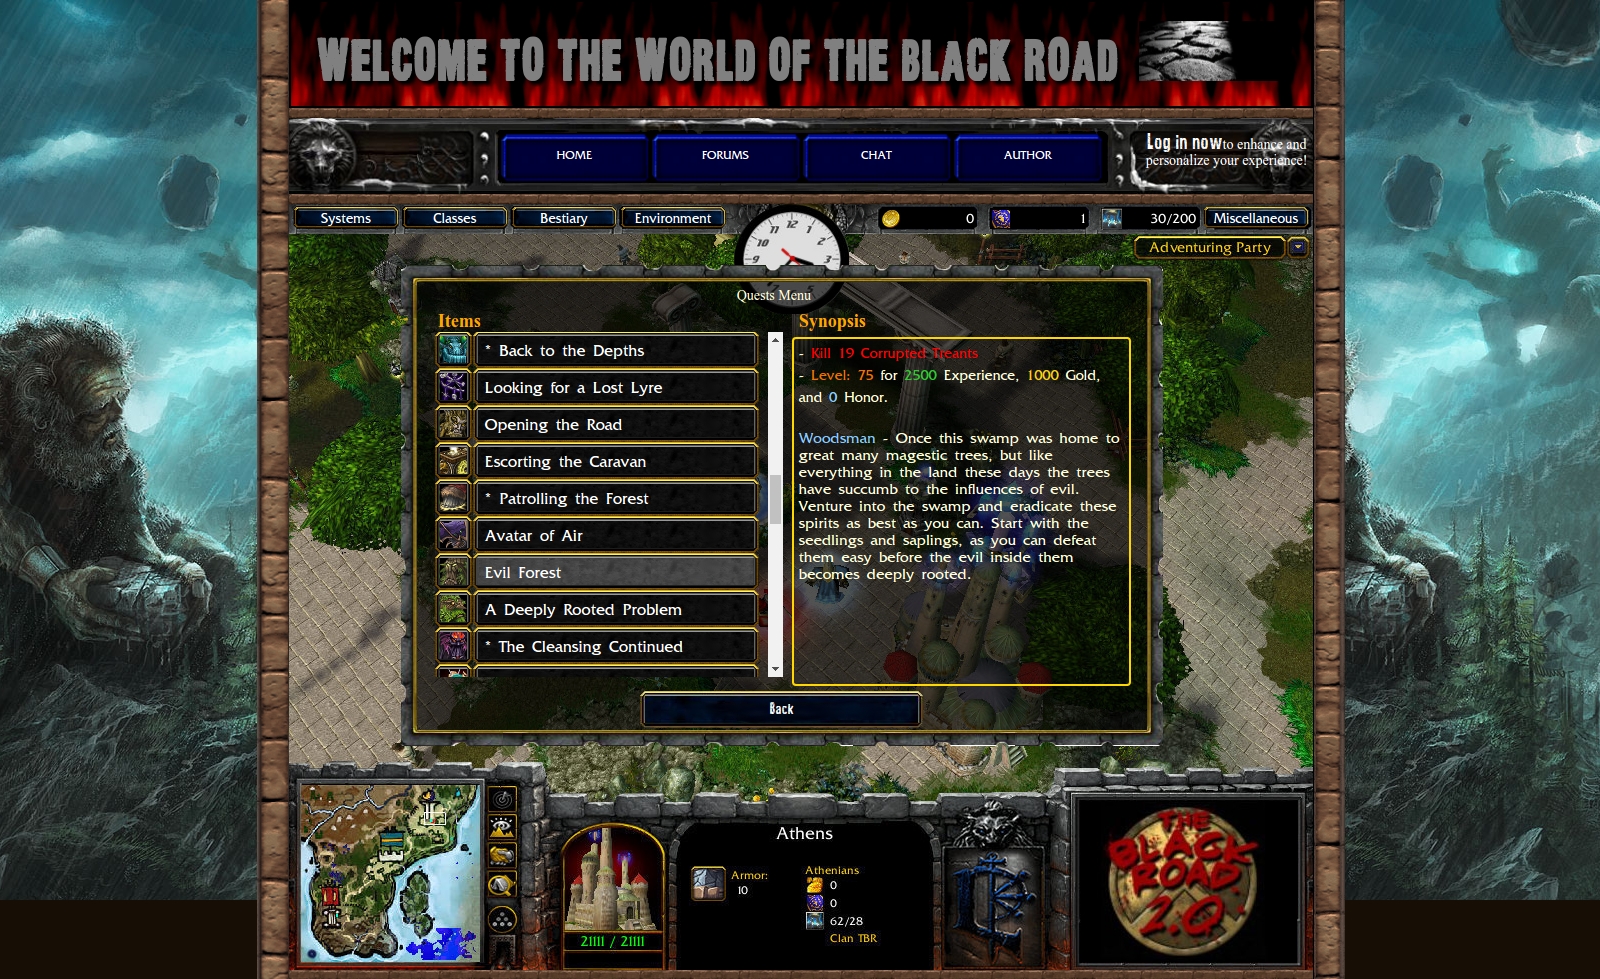 WELCOME TO THE WORLD OF THE BLACK ROAD
HOME
FORUMS
CHAT
AUTHOR
Log in now to enhance and
personalize your experience!
Systems
Classes
Bestiary
Environment
0
1
30/200
Miscellaneous
Adventuring Party
11
12
1
10
2
9
3
Quests Menu
Items
* Back to the Depths
Looking for a Lost Lyre
Opening the Road
Escorting the Caravan
* Patrolling the Forest
Avatar of Air
Evil Forest
A Deeply Rooted Problem
* The Cleansing Continued
Synopsis
- Kill 19 Corrupted Treants
- Level: 75 for 2500 Experience, 1000 Gold,
and 0 Honor.
Woodsman - Once this swamp was home to
great many magestic trees, but like
everything in the land these days the trees
have succumb to the influences of evil.
Venture into the swamp and eradicate these
spirits as best as you can. Start with the
seedlings and saplings, as you can defeat
them easy before the evil inside them
becomes deeply rooted.
Back
21111 / 21111
Athens
Armor:
10
Athenians
0
0
62/28
Clan TBR
THE
BLACK
ROAD
2.0